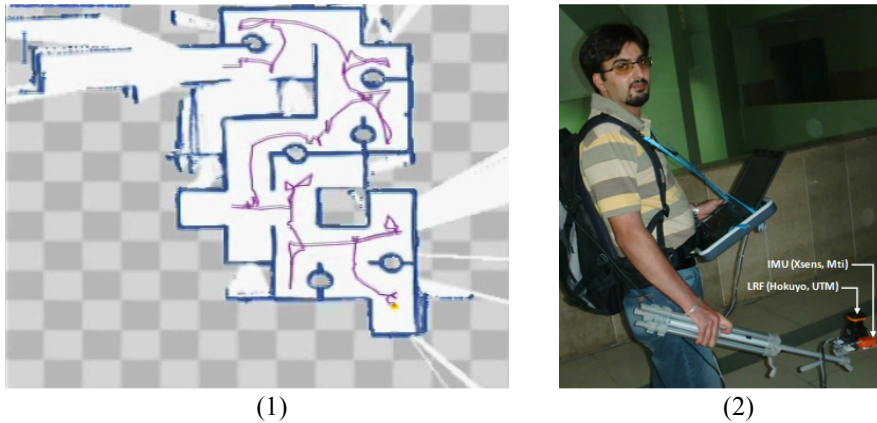 IMU (Xsens, Mti)
LRF (Hokuyo, UTM)
(1)
(2)